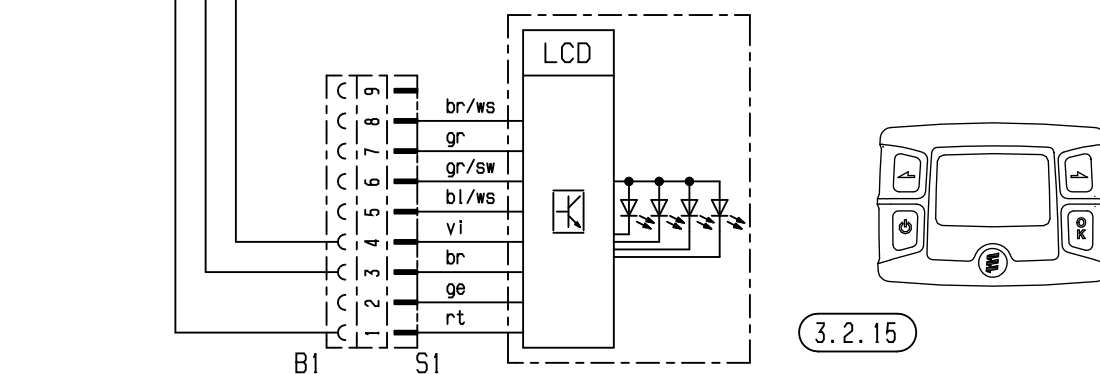 LCD
9
8 br/ws
7 gr
6 gr/sw
5 bl/ws
4 vi
3 br
2 ge
1 rt
B1 S1
OK
3.2.15